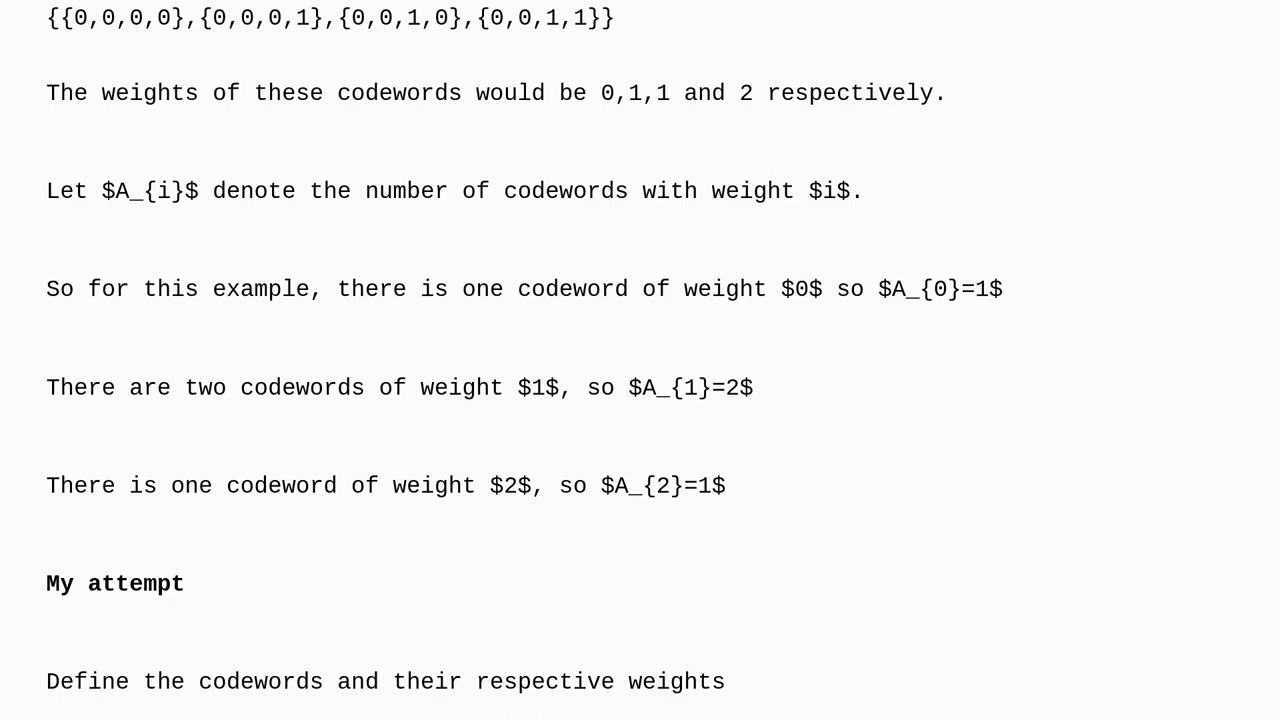 {{0,0,0,0},{0,0,0,1},{0,0,1,0},{0,0,1,1}}
The weights of these codewords would be 0,1,1 and 2 respectively.
Let $A_{i}$ denote the number of codewords with weight $i$.
So for this example, there is one codeword of weight $0$ so $A_{0}=1$
There are two codewords of weight $1$, so $A_{1}=2$
There is one codeword of weight $2$, so $A_{2}=1$
My attempt
Define the codewords and their respective weights